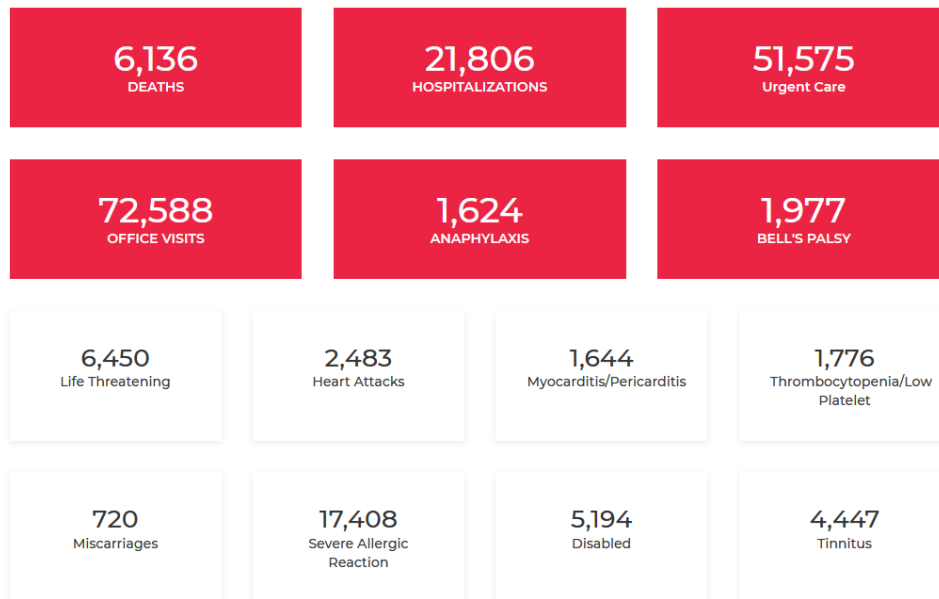 6,136
DEATHS
21,806
HOSPITALIZATIONS
51,575
Urgent Care
72,588
OFFICE VISITS
1,624
ANAPHYLAXIS
1,977
BELL'S PALSY
6,450
Life Threatening
2,483
Heart Attacks
1,644
Myocarditis/Pericarditis
1,776
Thrombocytopenia/Low
Platelet
720
Miscarriages
17,408
Severe Allergic
Reaction
5,194
Disabled
4,447
Tinnitus